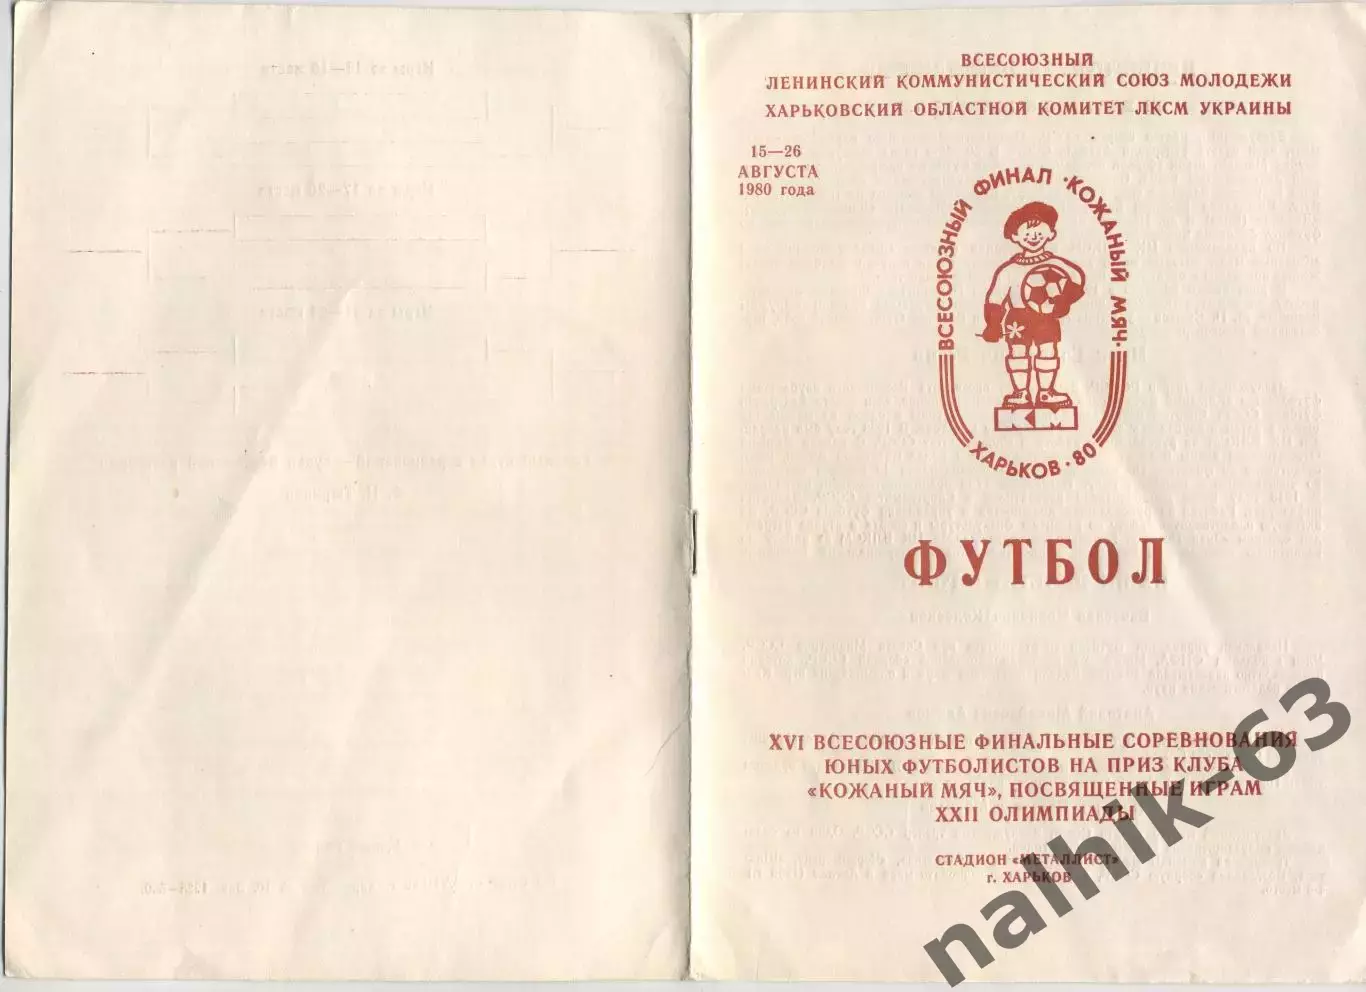 ВСЕСОЮЗНЫЙ
ЛЕНИНСКИЙ КОММУНИСТИЧЕСКИЙ СОЮЗ МОЛОДЕЖИ
ХАРЬКОВСКИЙ ОБЛАСТНОЙ КОМИТЕТ ЛКСМ УКРАИНЫ
15—26
АВГУСТА
1980 года
ВСЕСОЮЗНЫЙ ФИНАЛ •КОЖАНЫЙ МЯЧ•
КМ
ХАРЬКОВ•80
ФУТБОЛ
XVI ВСЕСОЮЗНЫЕ ФИНАЛЬНЫЕ СОРЕВНОВАНИЯ
ЮНЫХ ФУТБОЛИСТОВ НА ПРИЗ КЛУБА
«КОЖАНЫЙ МЯЧ», ПОСВЯЩЕННЫЕ ИГРАМ
XXII ОЛИМПИАДЫ
СТАДИОН «МЕТАЛЛИСТ»
г. ХАРЬКОВ
nalhik-63